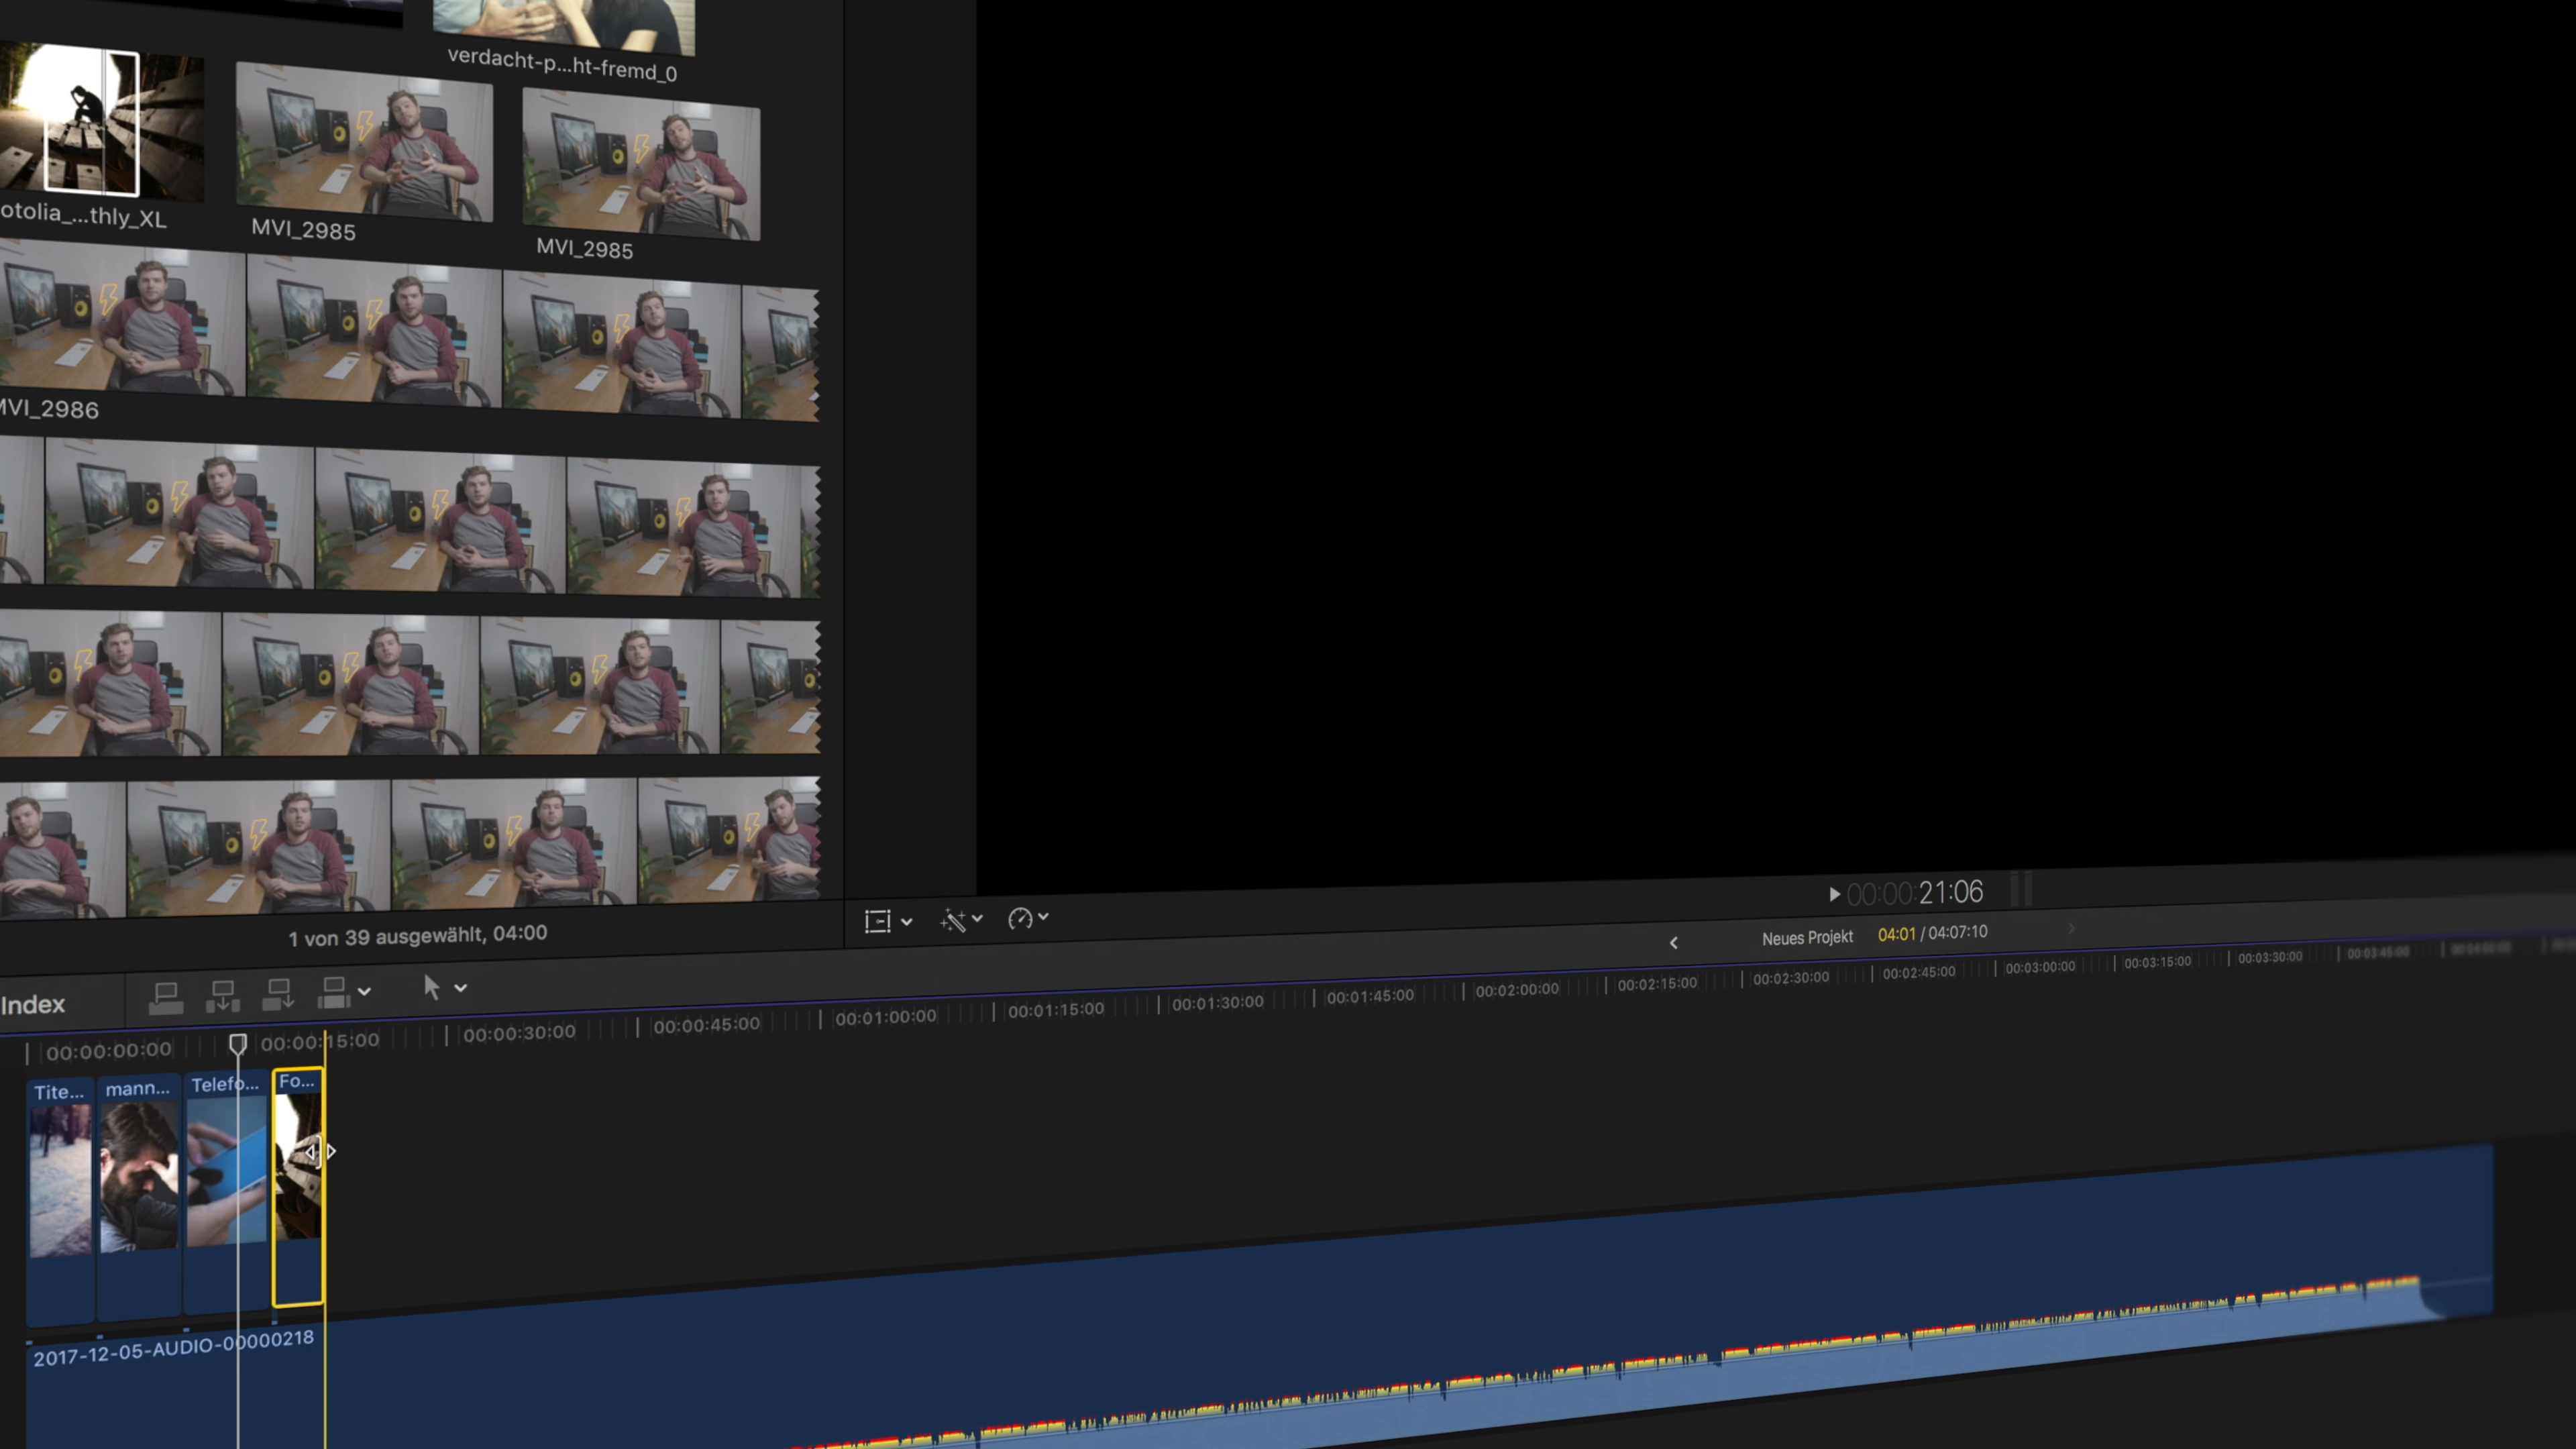 verdacht-p...ht-fremd_0
otolia_...thly_XL
MVI_2985
MVI_2985
MVI_2986
1 von 39 ausgewählt, 04:00
00:00:00:21:06
Neues Projekt
04:01 / 04:07:10
Index
00:00:00:00
00:00:15:00
00:00:30:00
00:00:45:00
00:01:00:00
00:01:15:00
00:01:30:00
00:01:45:00
00:02:00:00
00:02:15:00
00:02:30:00
00:02:45:00
00:03:00:00
00:03:15:00
00:03:30:00
00:03:45:00
Tite...
mann...
Telefo...
Fo...
2017-12-05-AUDIO-00000218